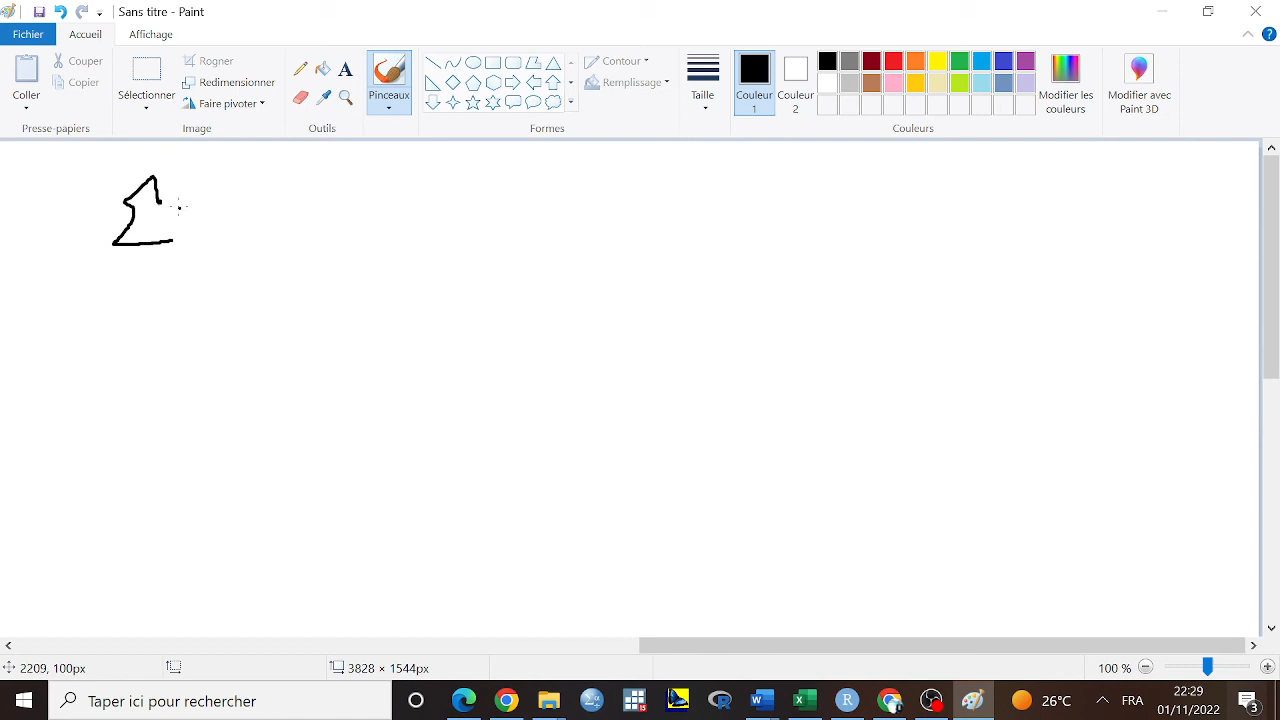 Sans titre - Paint
Fichier Accueil Affichage
Coller Couper Copier Presse-papiers
Sélectionner Rogner Redimensionner Faire pivoter Image
Outils
Pinceaux
Contour Remplissage Formes
Taille
Couleur 1 Couleur 2 Modifier les couleurs Couleurs
Modifier avec Paint 3D
2209, 100px 3828 × 1544px 100 %
Taper ici pour rechercher 26°C FRA 22:29 01/11/2022 3